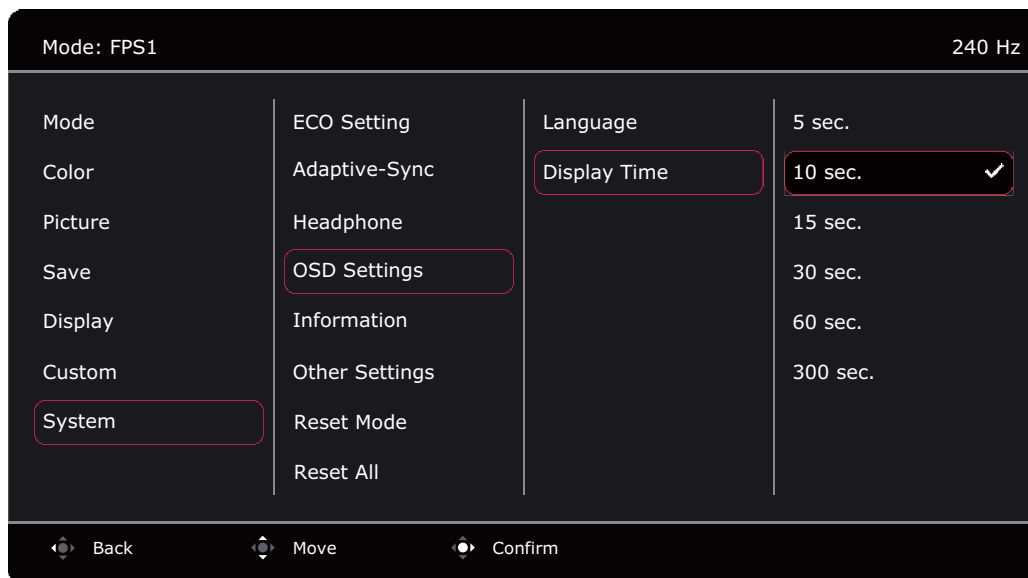 Mode: FPS1
240 Hz
Mode
Color
Picture
Save
Display
Custom
System
ECO Setting
Adaptive-Sync
Headphone
OSD Settings
Information
Other Settings
Reset Mode
Reset All
Language
Display Time
5 sec.
10 sec.
15 sec.
30 sec.
60 sec.
300 sec.
Back
Move
Confirm